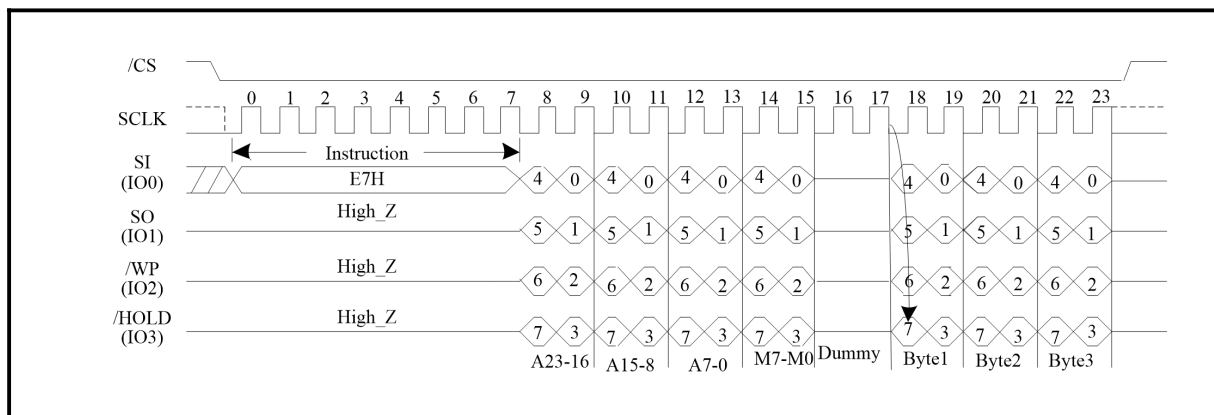 /CS
0 1 2 3 4 5 6 7 8 9 10 11 12 13 14 15 16 17 18 19 20 21 22 23
SCLK
Instruction
SI
(IO0)
E7H
4 0 4 0 4 0 4 0 4 0 4 0 4 0
High_Z
SO
(IO1)
5 1 5 1 5 1 5 1 5 1 5 1 5 1
High_Z
/WP
(IO2)
6 2 6 2 6 2 6 2 6 2 6 2 6 2
High_Z
/HOLD
(IO3)
7 3 7 3 7 3 7 3 7 3 7 3 7 3
A23-16 A15-8 A7-0 M7-M0 Dummy Byte1 Byte2 Byte3